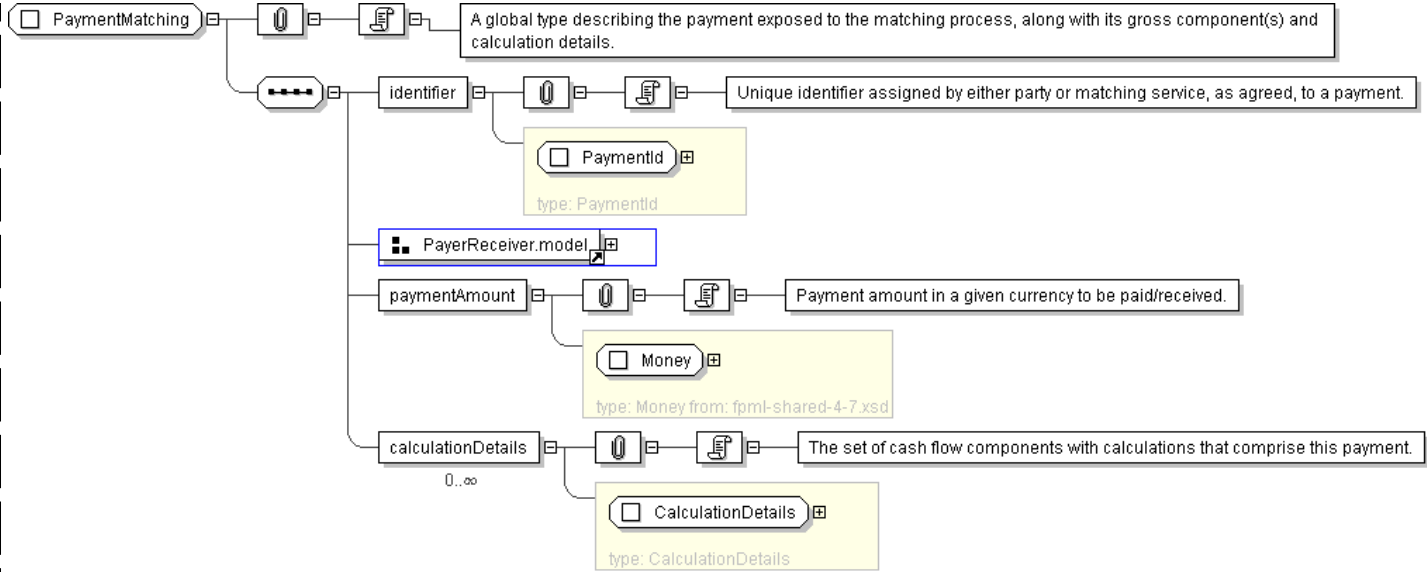 PaymentMatching
A global type describing the payment exposed to the matching process, along with its gross component(s) and
calculation details.
identifier
Unique identifier assigned by either party or matching service, as agreed, to a payment.
PaymentId
type: PaymentId
PayerReceiver.model
paymentAmount
Payment amount in a given currency to be paid/received.
Money
type: Money from: fpml-shared-4-7.xsd
calculationDetails
The set of cash flow components with calculations that comprise this payment.
0..∞
CalculationDetails
type: CalculationDetails